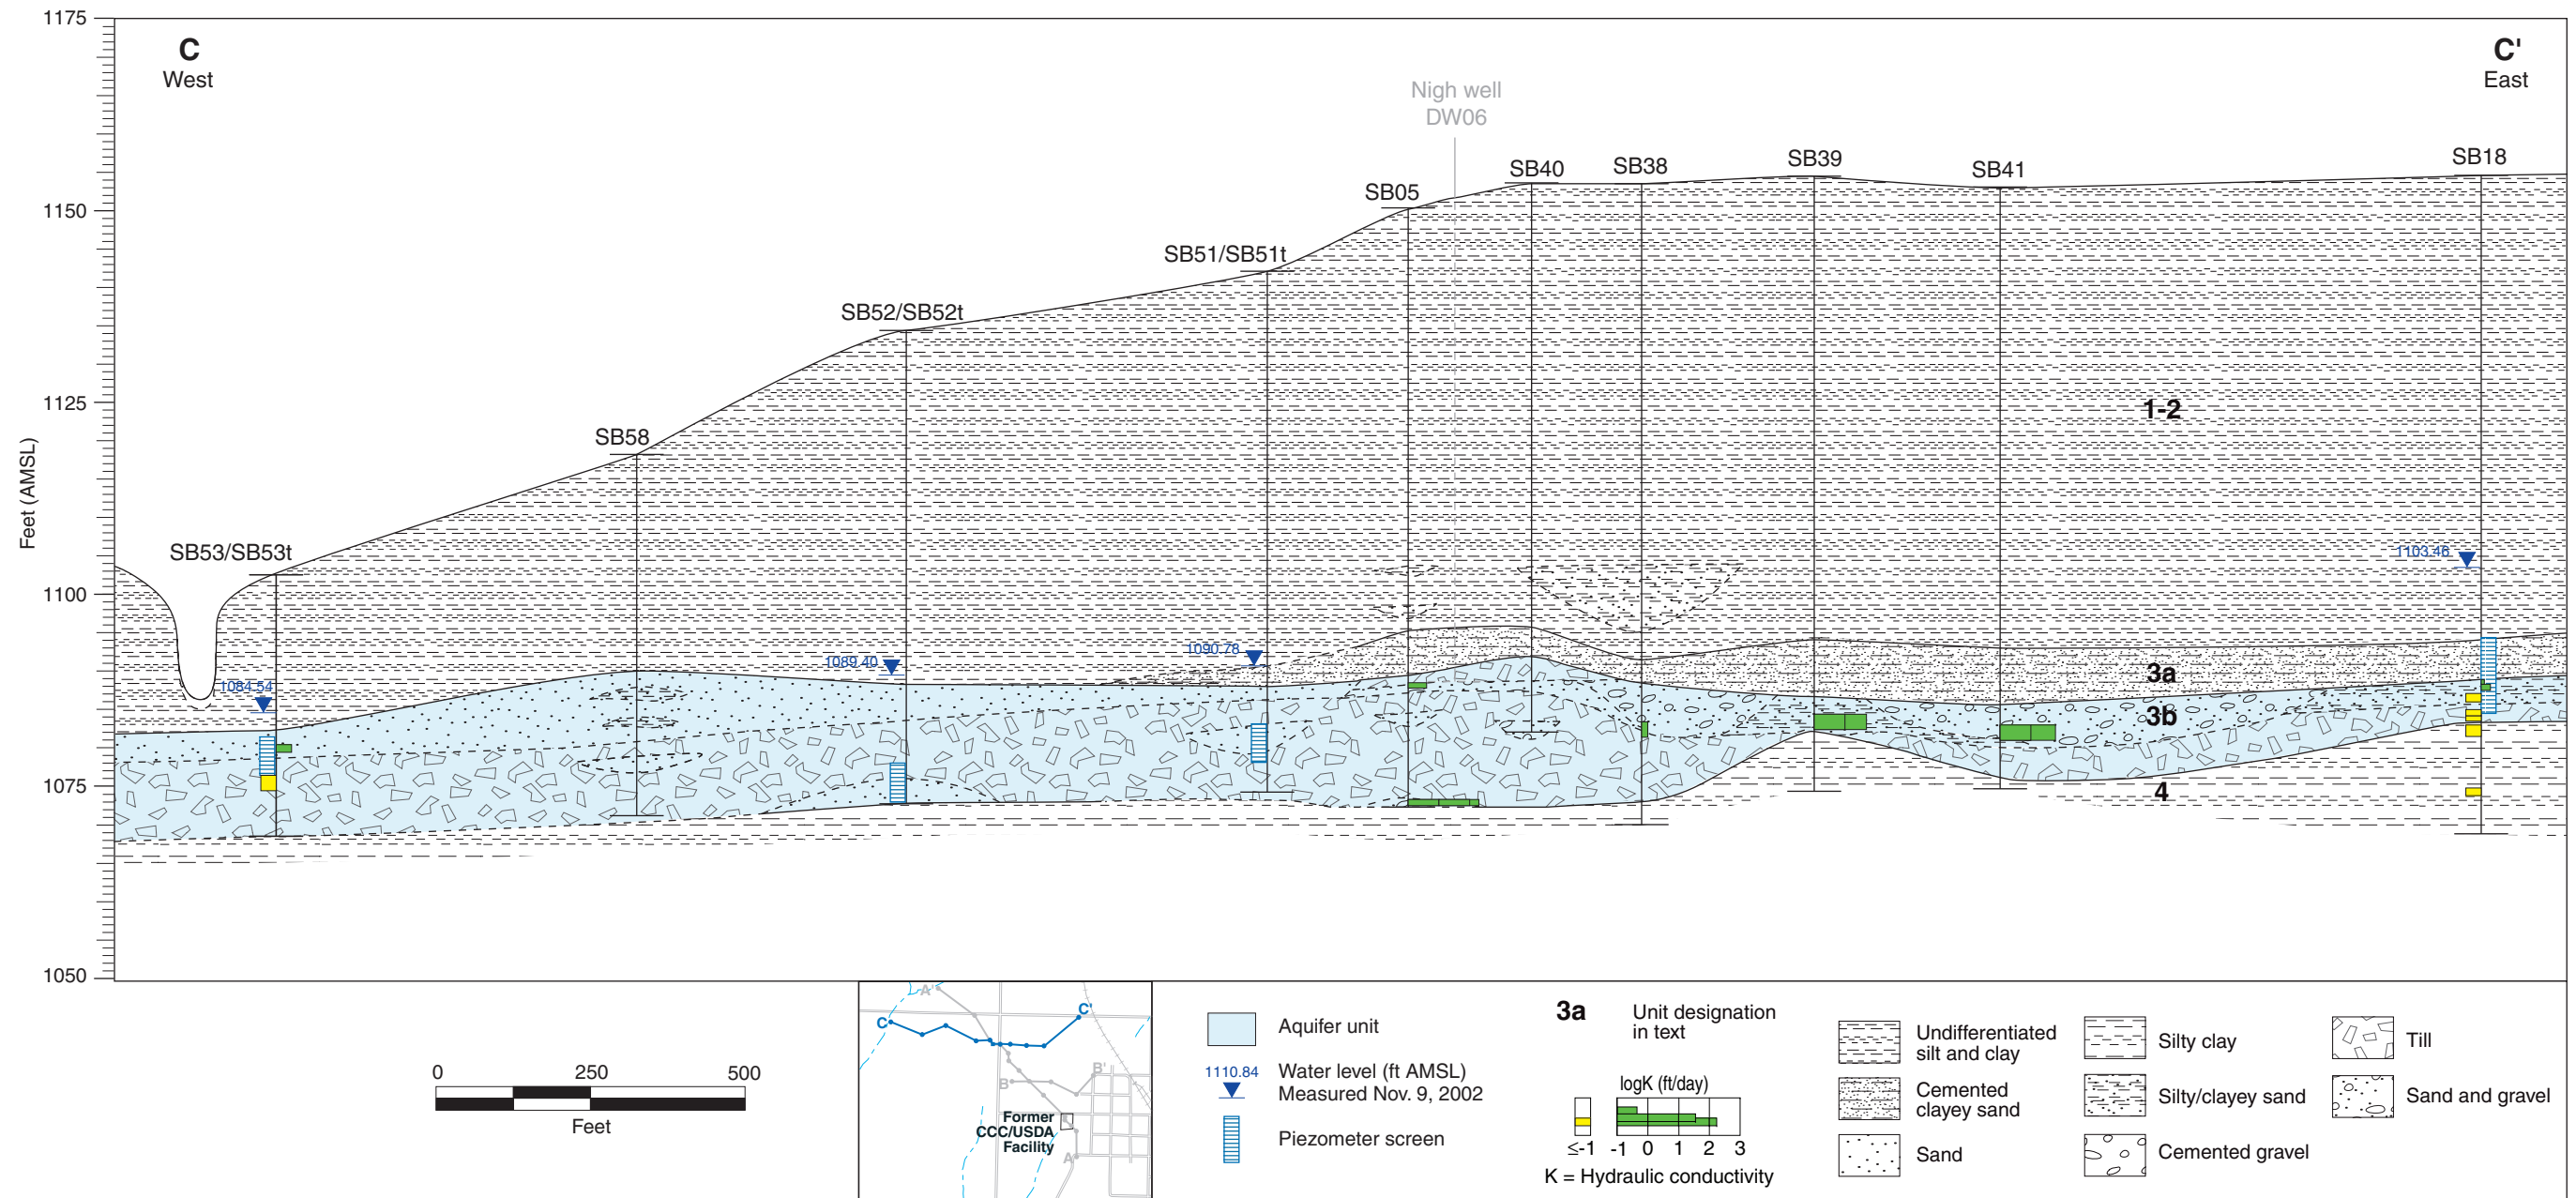 1175
C
West
C'
East
Nigh well
DW06
SB40
SB38
SB39
SB41
SB18
SB05
1150
SB51/SB51t
SB52/SB52t
1125
1-2
SB58
Feet (AMSL)
SB53/SB53t
1103.46
1100
1090.78
1089.40
1084.54
3a
3b
1075
4
1050
A'
C
C'
B
B'
Former
CCC/USDA
Facility
A
0 250 500
Feet
Aquifer unit
1110.84
Water level (ft AMSL)
Measured Nov. 9, 2002
Piezometer screen
3a
Unit designation
in text
logK (ft/day)
≤-1 -1 0 1 2 3
K = Hydraulic conductivity
Undifferentiated
silt and clay
Cemented
clayey sand
Sand
Silty clay
Silty/clayey sand
Cemented gravel
Till
Sand and gravel